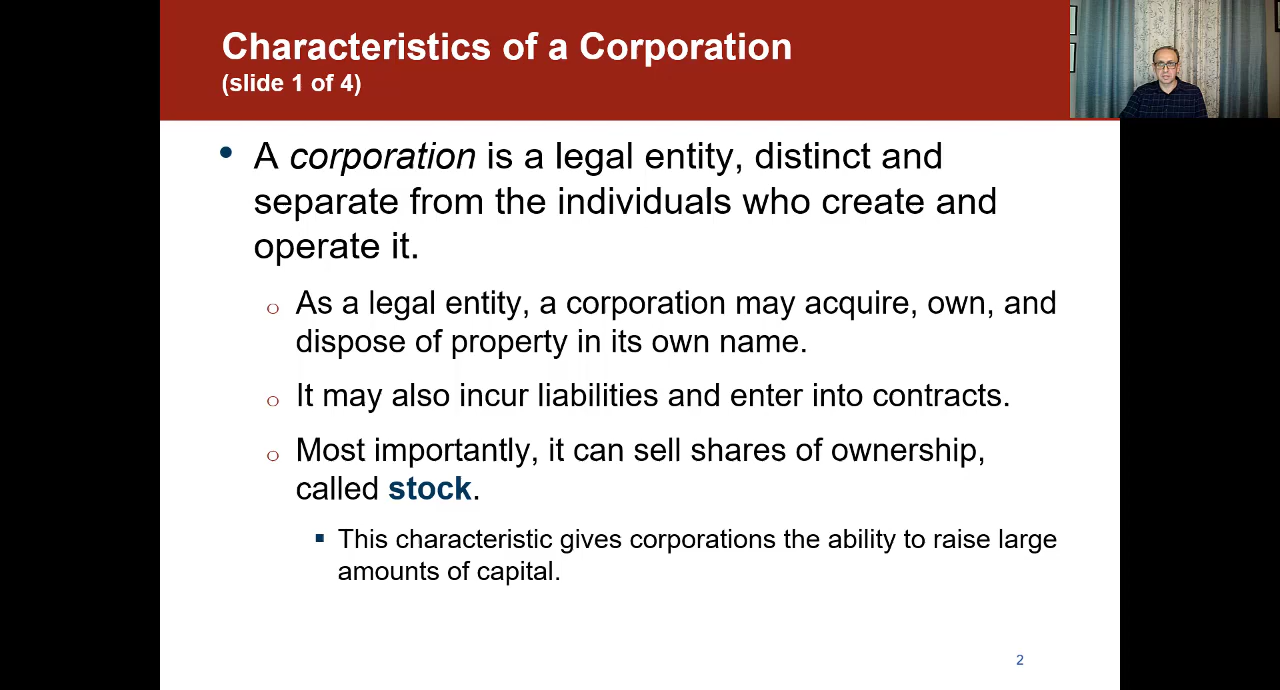 Characteristics of a Corporation
(slide 1 of 4)
• A corporation is a legal entity, distinct and
separate from the individuals who create and
operate it.
o As a legal entity, a corporation may acquire, own, and
dispose of property in its own name.
o It may also incur liabilities and enter into contracts.
o Most importantly, it can sell shares of ownership,
called stock.
▪ This characteristic gives corporations the ability to raise large
amounts of capital.
2